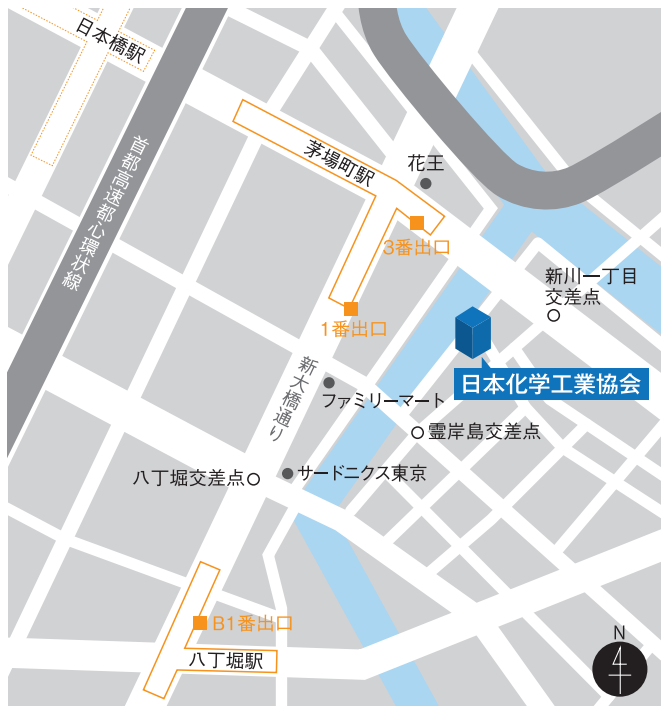 日本橋駅
首都高速都心環状線
茅場町駅
花王
3番出口
新川一丁目
交差点
1番出口
日本化学工業協会
新大橋通り
ファミリーマート
霊岸島交差点
八丁堀交差点
サードニクス東京
B1番出口
八丁堀駅
N